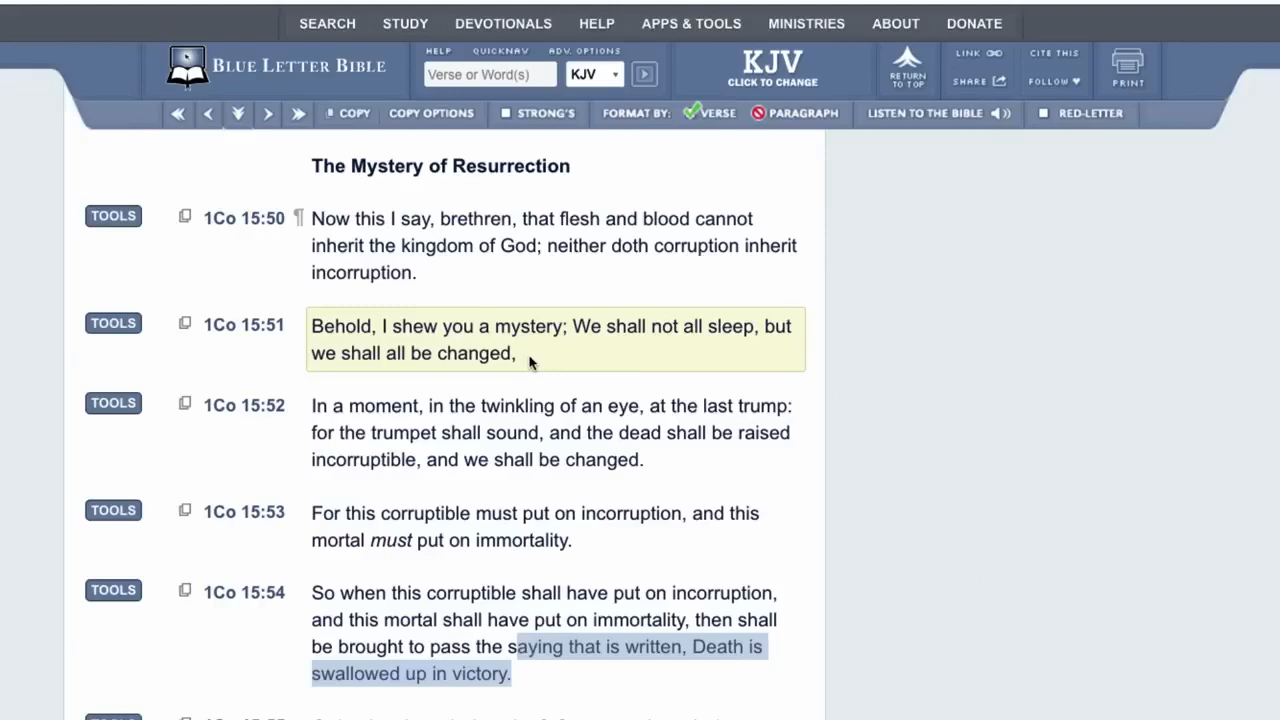 SEARCH STUDY DEVOTIONALS HELP APPS & TOOLS MINISTRIES ABOUT DONATE
BLUE LETTER BIBLE
HELP QUICKNAV ADV. OPTIONS
Verse or Word(s) KJV
KJV
CLICK TO CHANGE
RETURN
TO TOP
LINK CITE THIS
SHARE FOLLOW
PRINT
COPY COPY OPTIONS STRONG'S FORMAT BY: VERSE PARAGRAPH LISTEN TO THE BIBLE RED-LETTER
The Mystery of Resurrection
TOOLS 1Co 15:50 ¶ Now this I say, brethren, that flesh and blood cannot
inherit the kingdom of God; neither doth corruption inherit
incorruption.
TOOLS 1Co 15:51 Behold, I shew you a mystery; We shall not all sleep, but
we shall all be changed,
TOOLS 1Co 15:52 In a moment, in the twinkling of an eye, at the last trump:
for the trumpet shall sound, and the dead shall be raised
incorruptible, and we shall be changed.
TOOLS 1Co 15:53 For this corruptible must put on incorruption, and this
mortal must put on immortality.
TOOLS 1Co 15:54 So when this corruptible shall have put on incorruption,
and this mortal shall have put on immortality, then shall
be brought to pass the saying that is written, Death is
swallowed up in victory.